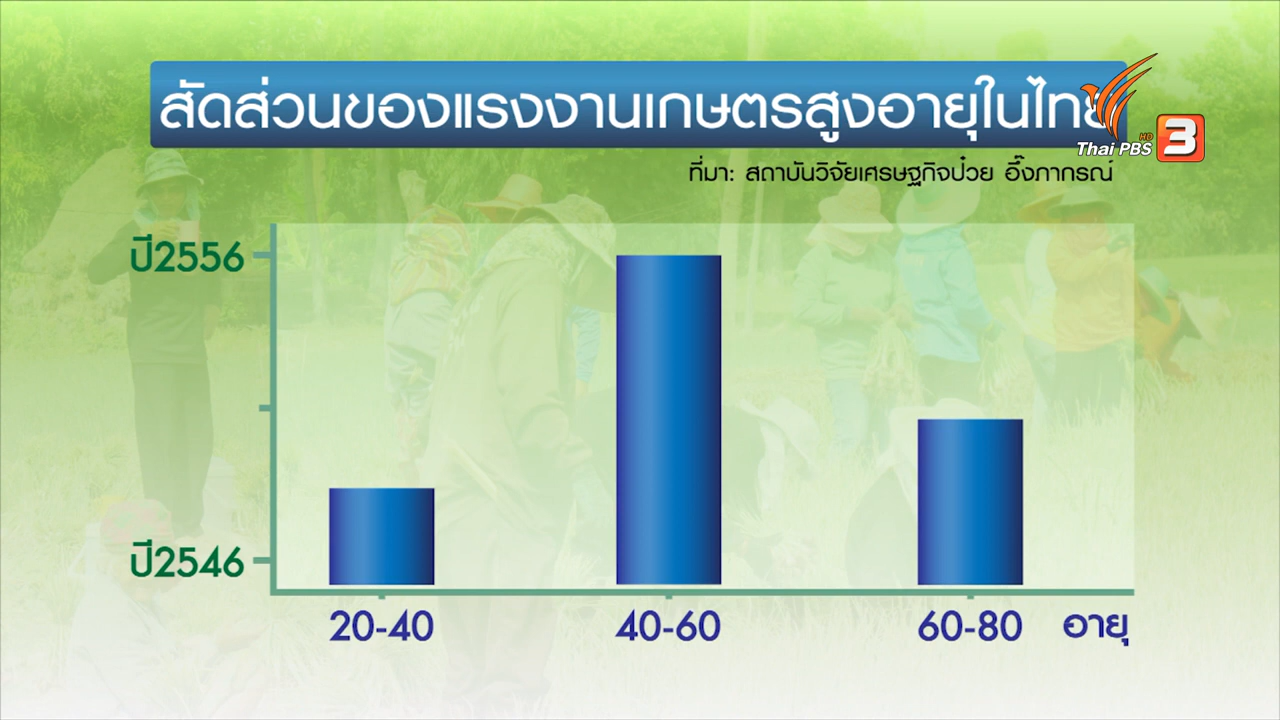 สัดส่วนของแรงงานเกษตรสูงอายุในไทย
HD
Thai PBS 3
ที่มา: สถาบันวิจัยเศรษฐกิจป๋วย อึ๊งภากรณ์
ปี2556
ปี2546
20-40 40-60 60-80 อายุ